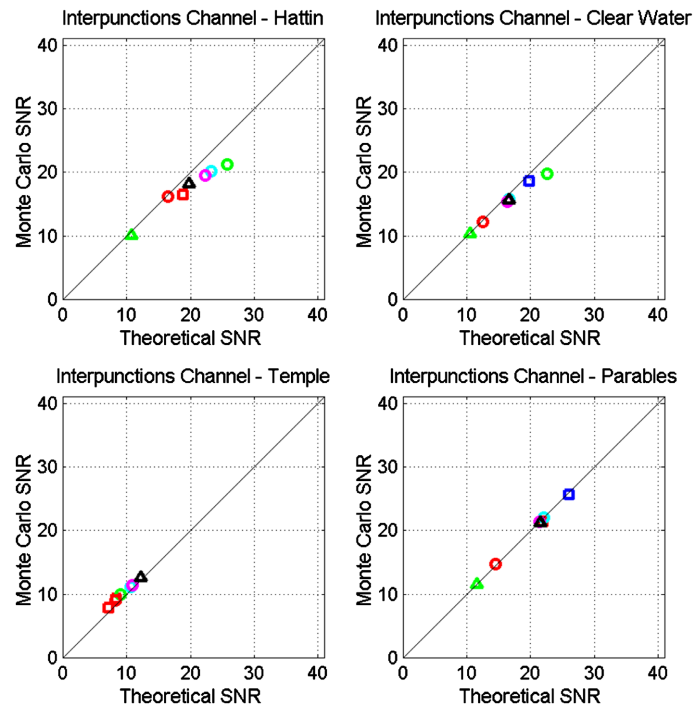 Interpunctions Channel - Hattin
Interpunctions Channel - Clear Water
40
30
20
10
0
Monte Carlo SNR
0 10 20 30 40
Theoretical SNR
40
30
20
10
0
Monte Carlo SNR
0 10 20 30 40
Theoretical SNR
Interpunctions Channel - Temple
Interpunctions Channel - Parables
40
30
20
10
0
Monte Carlo SNR
0 10 20 30 40
Theoretical SNR
40
30
20
10
0
Monte Carlo SNR
0 10 20 30 40
Theoretical SNR